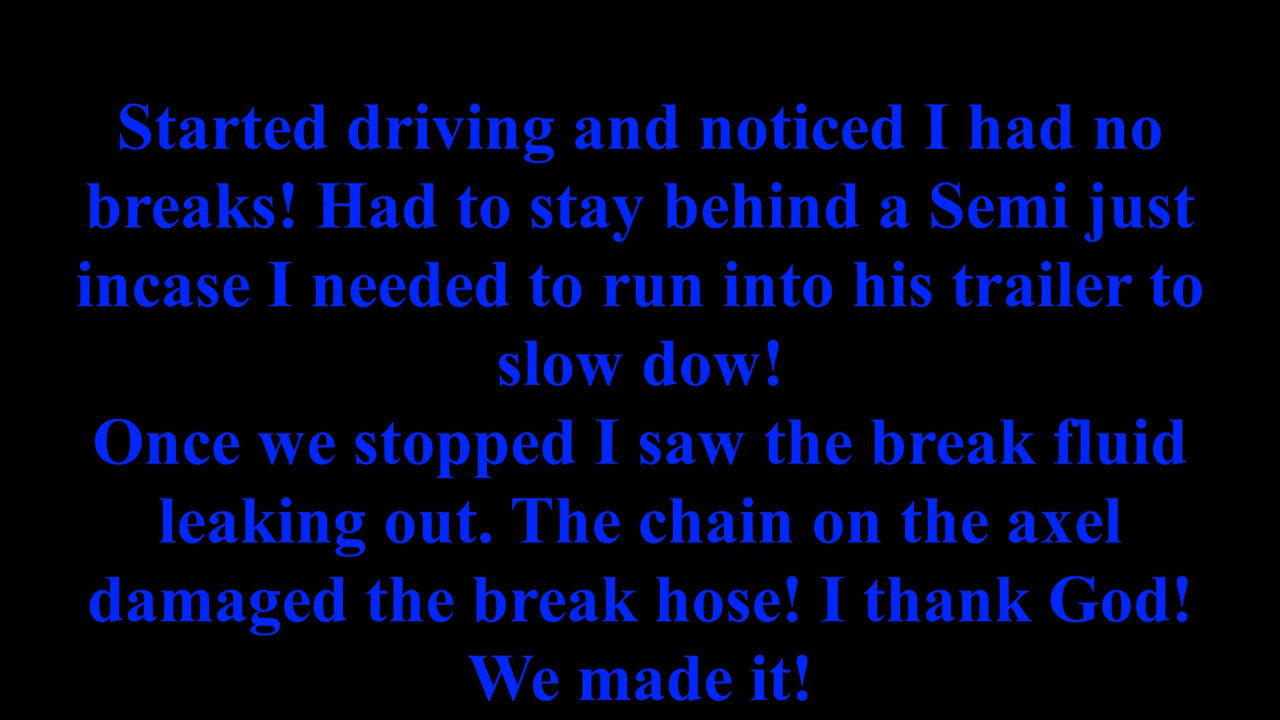 Started driving and noticed I had no
breaks! Had to stay behind a Semi just
incase I needed to run into his trailer to
slow dow!
Once we stopped I saw the break fluid
leaking out. The chain on the axel
damaged the break hose! I thank God!
We made it!